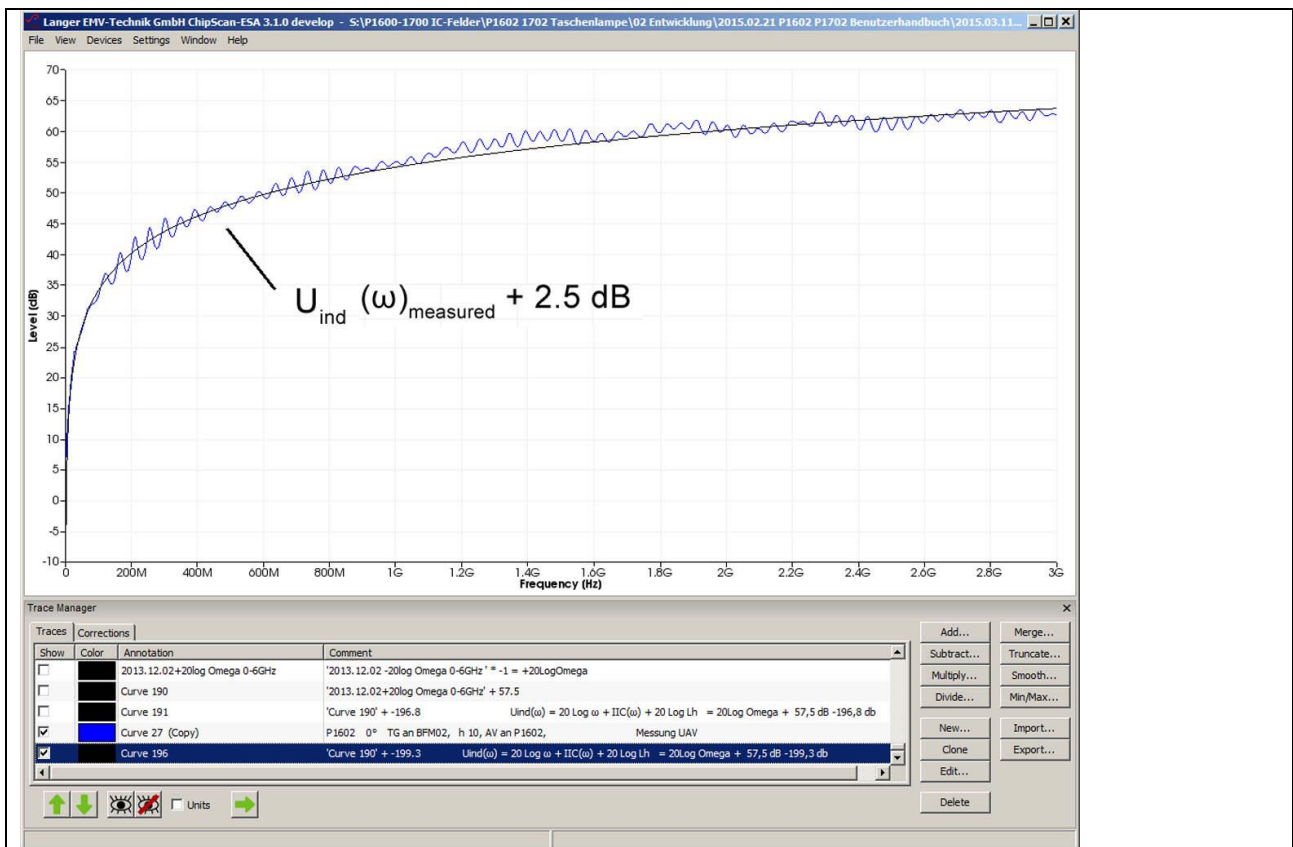 Langer EMV-Technik GmbH ChipScan-ESA 3.1.0 develop - S:\P1600-1700 IC-Felder\P1602 1702 Taschenlampe\02 Entwicklung\2015.02.21 P1602 P1702 Benutzerhandbuch\2015.03.11...
File View Devices Settings Window Help
70
65
60
55
50
45
40
35
30
25
20
15
10
5
0
-5
-10
Level (dB)
U_ind (ω)_measured + 2.5 dB
0 200M 400M 600M 800M 1G 1.2G 1.4G 1.6G 1.8G 2G 2.2G 2.4G 2.6G 2.8G 3G
Frequency (Hz)
Trace Manager
Traces Corrections
Show Color Annotation Comment
2013.12.02+20log Omega 0-6GHz '2013.12.02 -20log Omega 0-6GHz ' * -1 = +20LogOmega
Curve 190 '2013.12.02+20log Omega 0-6GHz' + 57.5
Curve 191 'Curve 190' + -196.8 Uind(ω) = 20 Log ω + IIC(ω) + 20 Log Lh = 20Log Omega + 57,5 dB -196,8 db
Curve 27 (Copy) P1602 0° TG an BFM02, h 10, AV an P1602, Messung UAV
Curve 196 'Curve 190' + -199.3 Uind(ω) = 20 Log ω + IIC(ω) + 20 Log Lh = 20Log Omega + 57,5 dB -199,3 db
Add... Merge...
Subtract... Truncate...
Multiply... Smooth...
Divide... Min/Max...
New... Import...
Clone Export...
Edit...
Delete
Units